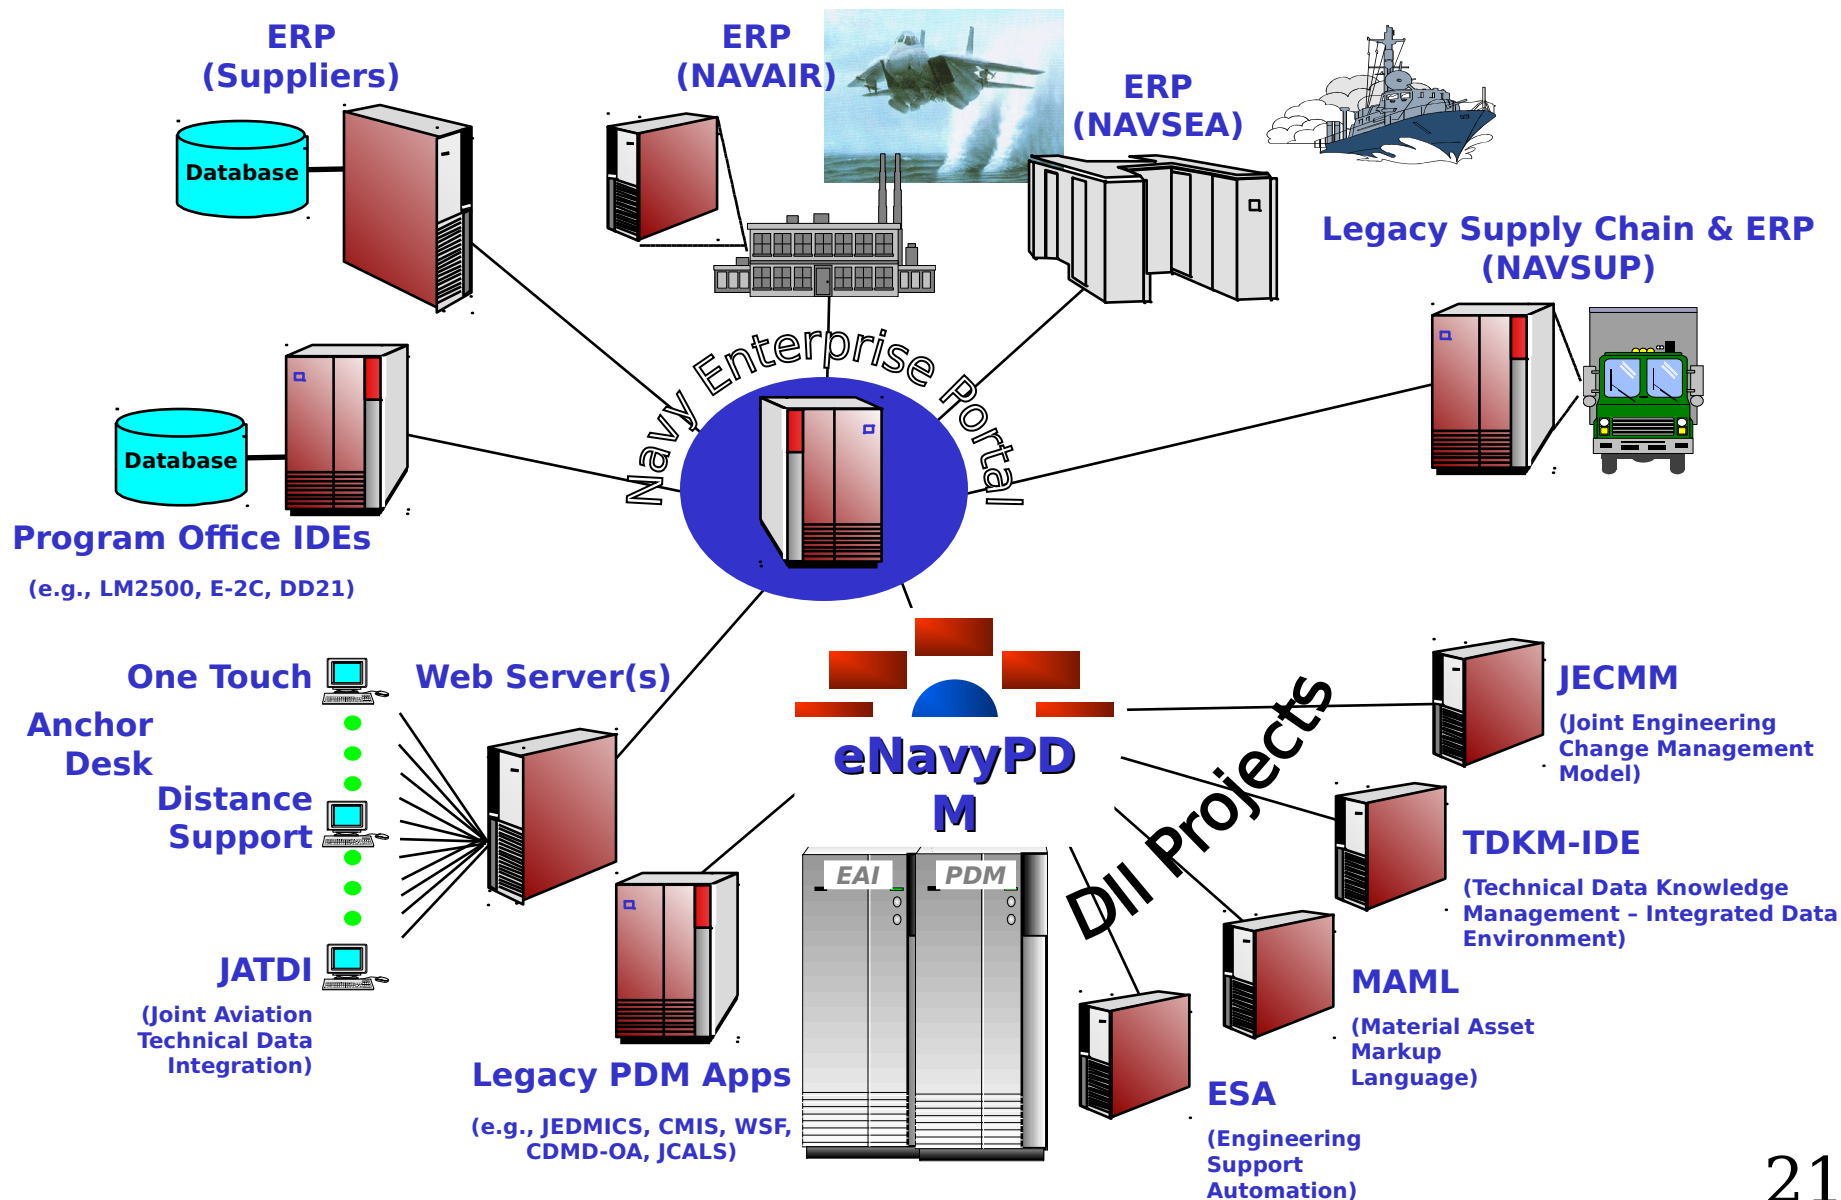 ERP
(Suppliers)
ERP
(NAVAIR)
ERP
(NAVSEA)
Legacy Supply Chain & ERP
(NAVSUP)
Database
Database
Navy Enterprise Portal
Program Office IDEs
(e.g., LM2500, E-2C, DD21)
One Touch
Web Server(s)
Anchor
Desk
Distance
Support
JATDI
(Joint Aviation
Technical Data
Integration)
eNavyPD
M
EAI
PDM
Legacy PDM Apps
(e.g., JEDMICS, CMIS, WSF,
CDMD-OA, JCALS)
DII Projects
JECMM
(Joint Engineering
Change Management
Model)
TDKM-IDE
(Technical Data Knowledge
Management – Integrated Data
Environment)
MAML
(Material Asset
Markup
Language)
ESA
(Engineering
Support
Automation)
21